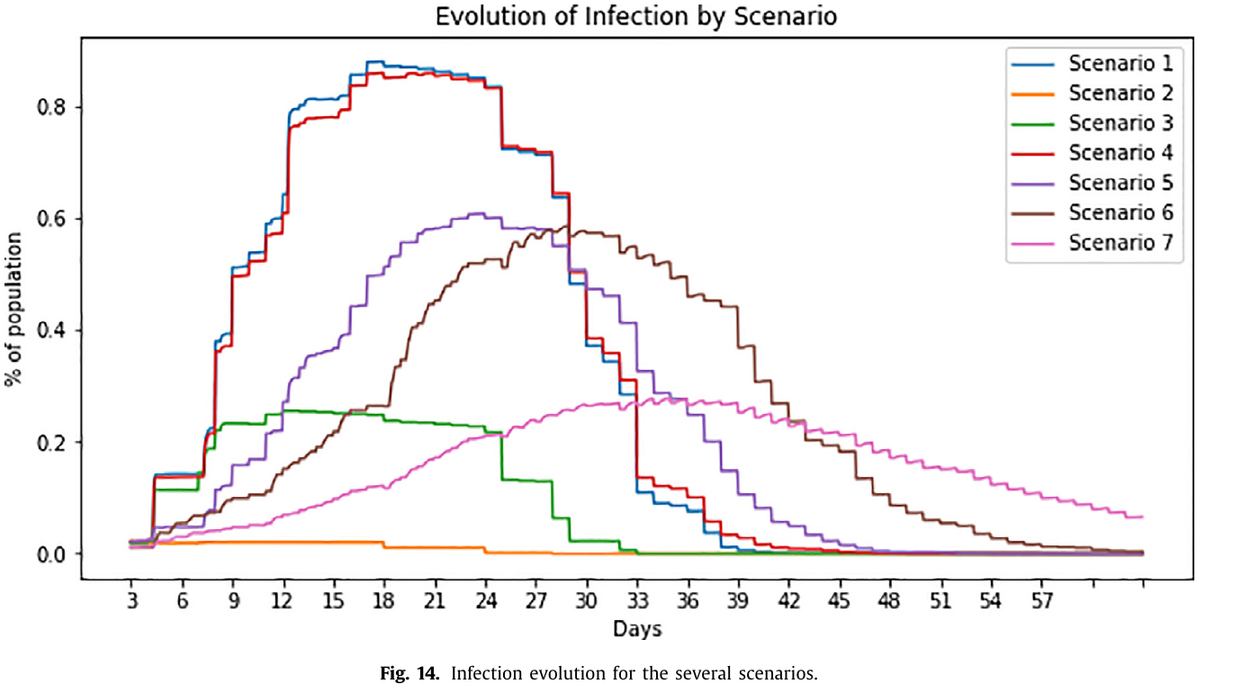 Evolution of Infection by Scenario
Scenario 1
Scenario 2
Scenario 3
Scenario 4
Scenario 5
Scenario 6
Scenario 7
% of population
0.8
0.6
0.4
0.2
0.0
3 6 9 12 15 18 21 24 27 30 33 36 39 42 45 48 51 54 57
Days
Fig. 14. Infection evolution for the several scenarios.